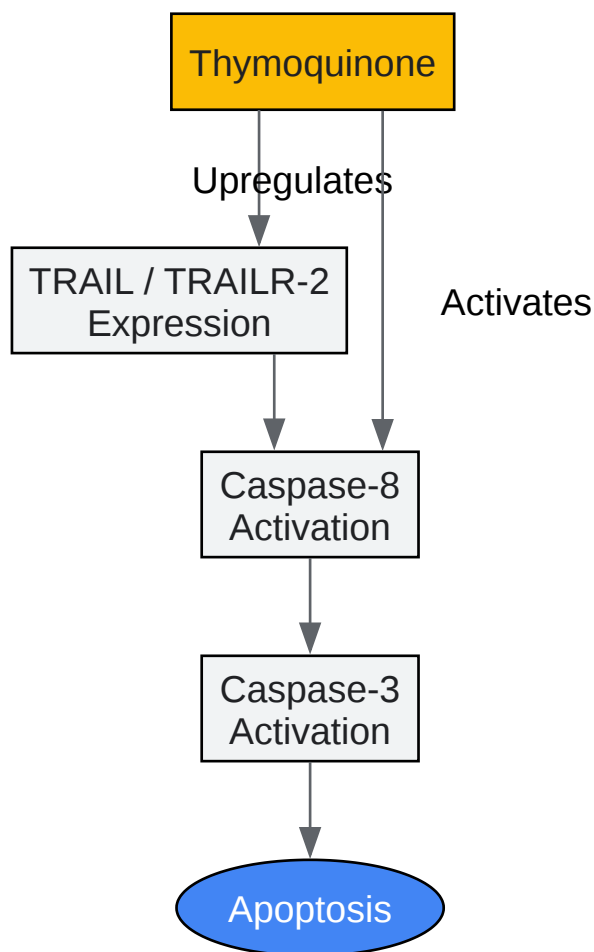 Thymoquinone
Upregulates
TRAIL / TRAILR-2
Expression
Activates
Caspase-8
Activation
Caspase-3
Activation
Apoptosis